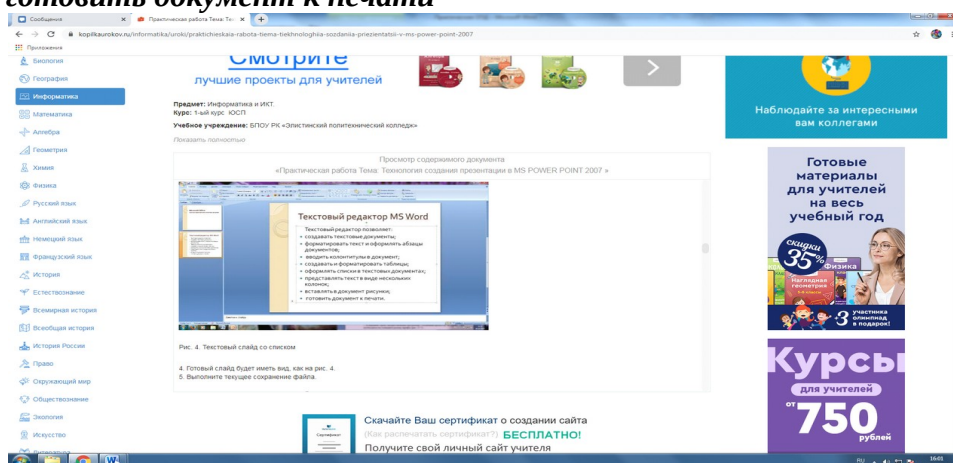 готовить документ к печати
Сообщения
Практическая работа Тема: Тех
kopilkaurokov.ru/informatika/uroki/praktichieskaia-rabota-tiema-tiekhnologhiia-sozdaniia-priezientatsii-v-ms-power-point-2007
Приложения
Биология
География
Информатика
Математика
Алгебра
Геометрия
Химия
Физика
Русский язык
Английский язык
Немецкий язык
Французский язык
История
Естествознание
Всемирная история
Всеобщая история
История России
Право
Окружающий мир
Обществознание
Экология
Искусство
Литература
Смотрите
лучшие проекты для учителей
Предмет: Информатика и ИКТ.
Курс: 1-ый курс ЮСП
Учебное учреждение: БПОУ РК «Элистинский политехнический колледж»
Показать полностью
Просмотр содержимого документа
«Практическая работа Тема: Технология создания презентации в MS POWER POINT 2007 »
Текстовый редактор MS Word
Текстовый редактор позволяет:
создавать текстовые документы;
форматировать текст и оформлять абзацы
документов;
вводить колонтитулы в документ;
создавать и форматировать таблицы;
оформлять списки в текстовых документах;
представлять текст в виде нескольких
колонок;
вставлять в документ рисунки;
готовить документ к печати.
Рис. 4. Текстовый слайд со списком
4. Готовый слайд будет иметь вид, как на рис. 4.
5. Выполните текущее сохранение файла.
Скачайте Ваш сертификат о создании сайта
(Как распечатать сертификат?) БЕСПЛАТНО!
Получите свой личный сайт учителя
Сертификат
Наблюдайте за интересными
вам коллегами
Готовые
материалы
для учителей
на весь
учебный год
скидки
35%
Физика
Наглядная
геометрия
+3 участника
олимпиад
в подарок!
Курсы
для учителей
от 750
рублей
RU
16:01